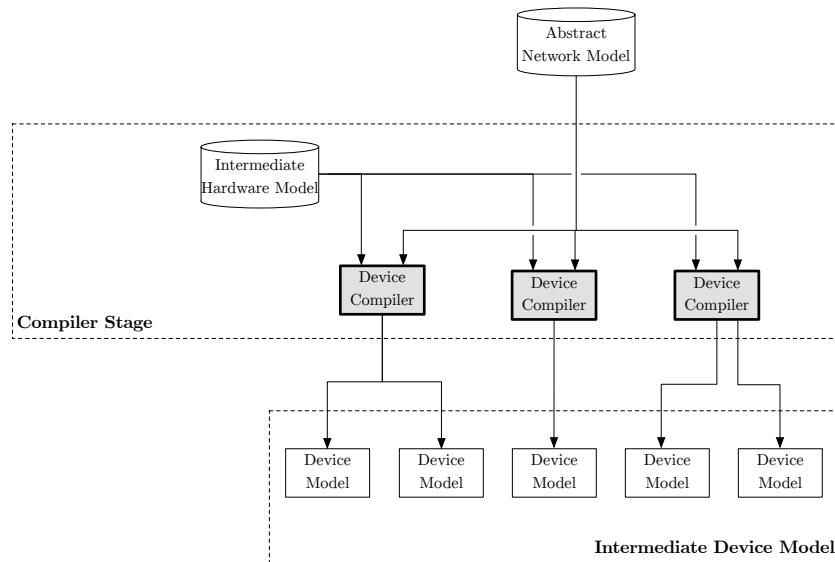 Abstract
Network Model
Intermediate
Hardware Model
Device
Compiler
Device
Compiler
Device
Compiler
Compiler Stage
Device
Model
Device
Model
Device
Model
Device
Model
Device
Model
Intermediate Device Model